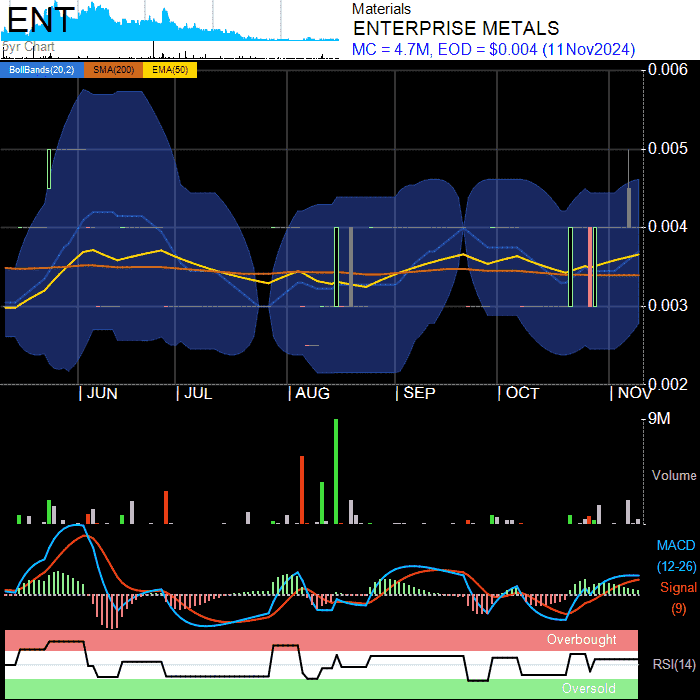 ENT
5yr Chart
Materials
ENTERPRISE METALS
MC = 4.7M, EOD = $0.004 (11Nov2024)
BollBands(20,2) SMA(200) EMA(50)
0.006
0.005
0.004
0.003
0.002
JUN JUL AUG SEP OCT NOV
9M
Volume
MACD
(12-26)
Signal
(9)
Overbought
RSI(14)
Oversold